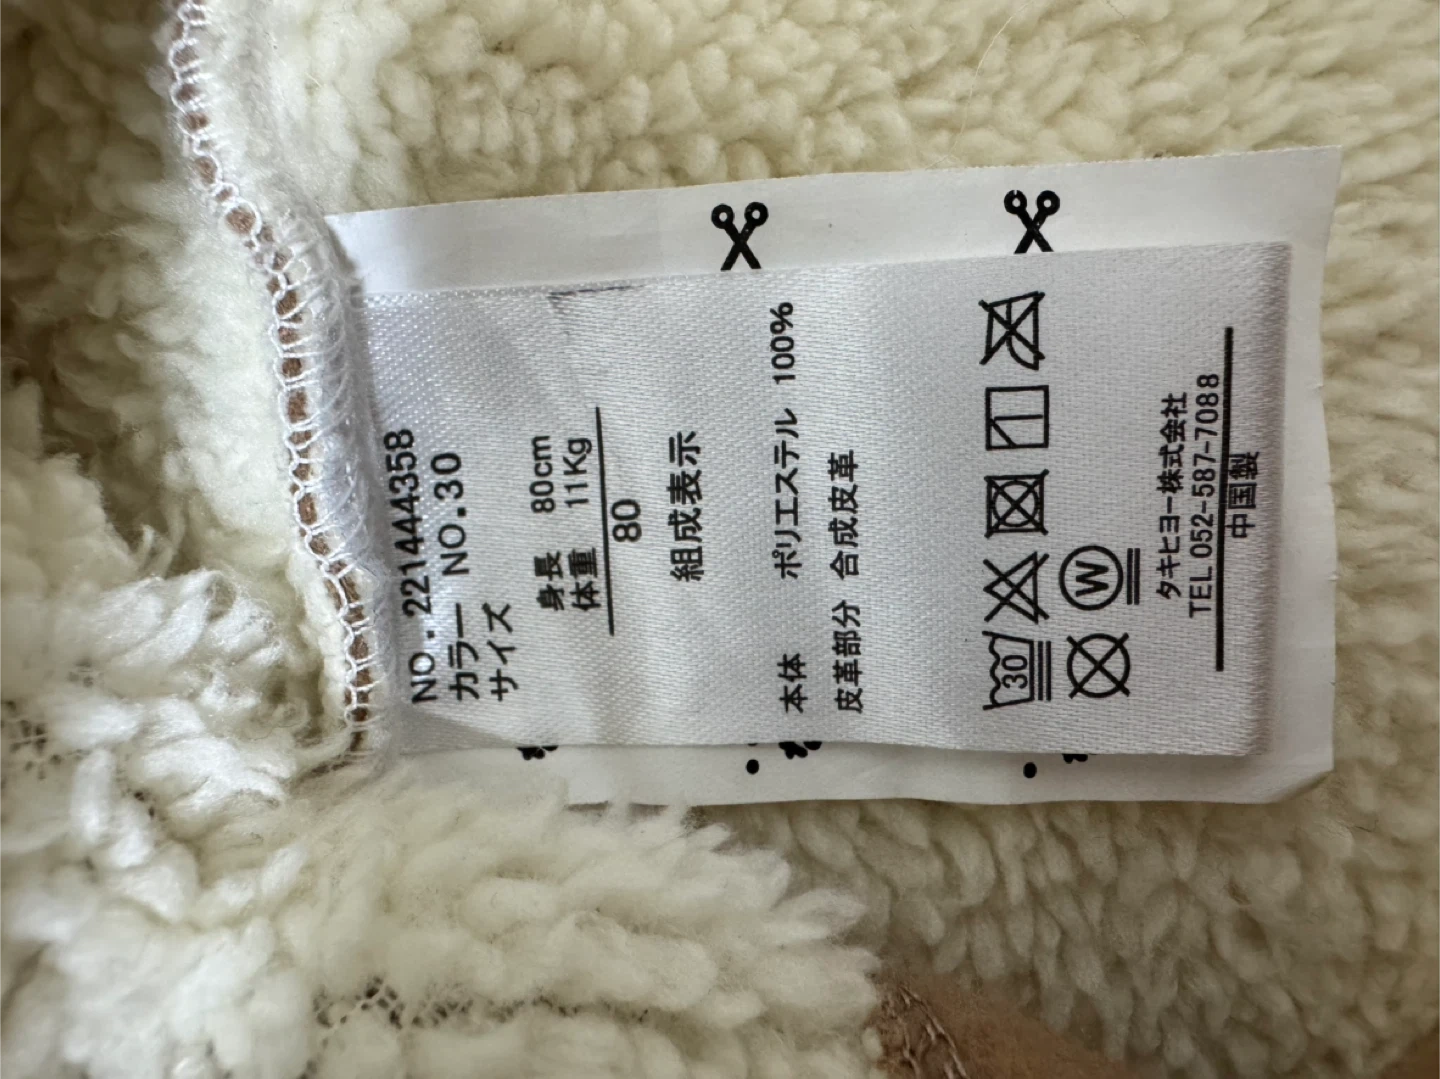 NO. 221444358
カラー NO.30
サイズ
身長 80cm
体重 11Kg
80
組成表示
本体 ポリエステル 100%
皮革部分 合成皮革
30
W
タキヒヨー株式会社
TEL 052-587-7088
中国製